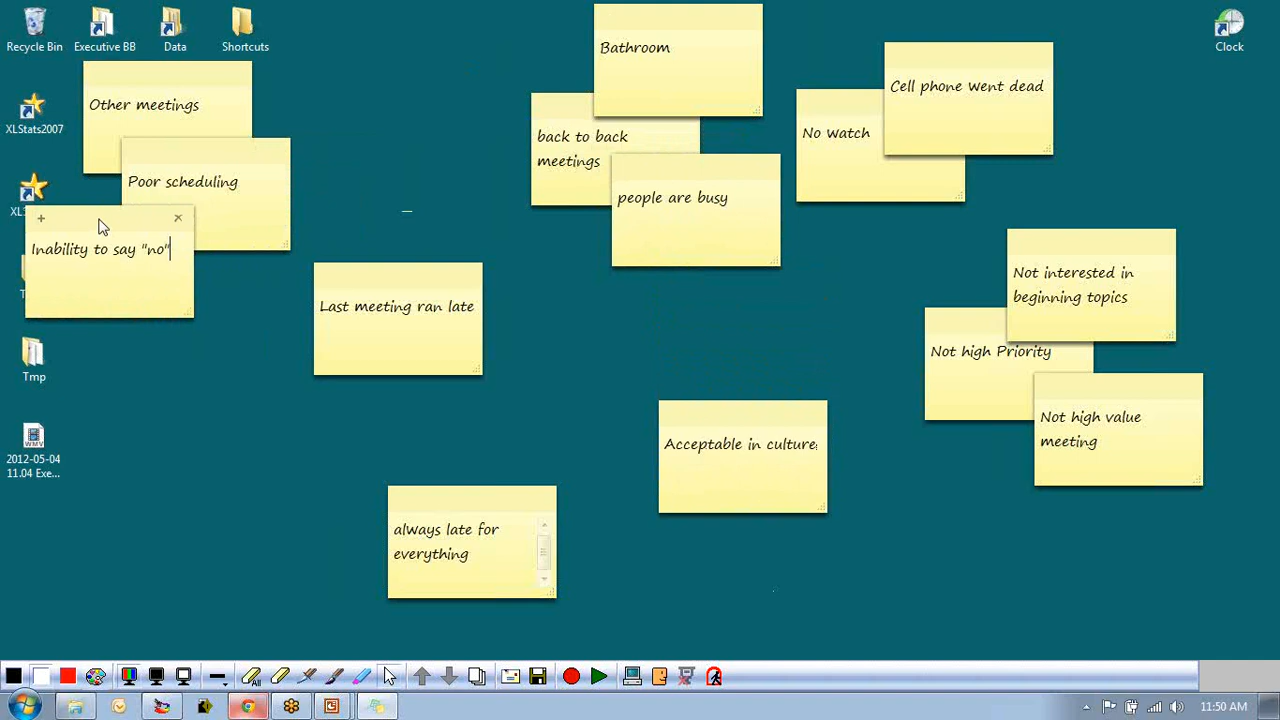 Recycle Bin
Executive BB
Data
Shortcuts
Clock
XLStats2007
Tmp
2012-05-04
11.04 Exe...
Other meetings
Poor scheduling
Inability to say "no"
Last meeting ran late
always late for
everything
Bathroom
back to back
meetings
people are busy
No watch
Cell phone went dead
Not interested in
beginning topics
Not high Priority
Not high value
meeting
Acceptable in culture
11:50 AM